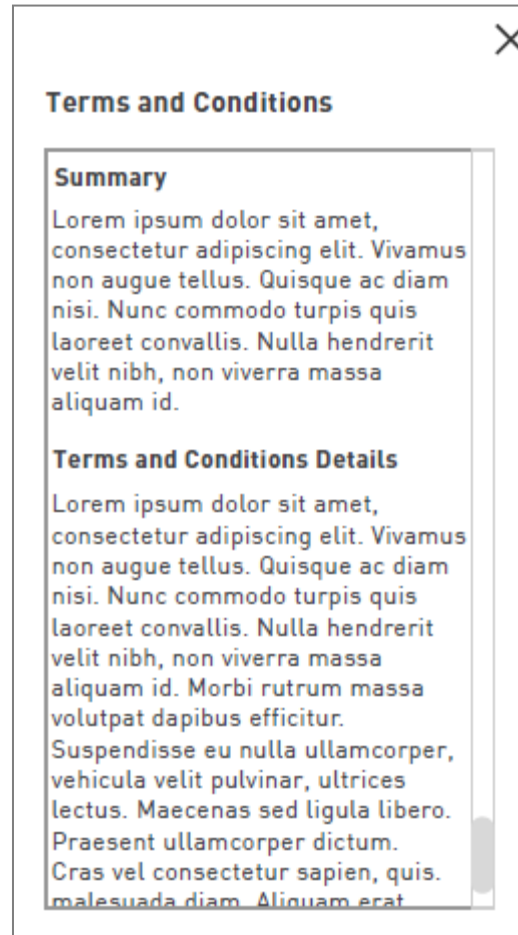 Terms and Conditions
Summary
Lorem ipsum dolor sit amet,
consectetur adipiscing elit. Vivamus
non augue tellus. Quisque ac diam
nisi. Nunc commodo turpis quis
laoreet convallis. Nulla hendrerit
velit nibh, non viverra massa
aliquam id.
Terms and Conditions Details
Lorem ipsum dolor sit amet,
consectetur adipiscing elit. Vivamus
non augue tellus. Quisque ac diam
nisi. Nunc commodo turpis quis
laoreet convallis. Nulla hendrerit
velit nibh, non viverra massa
aliquam id. Morbi rutrum massa
volutpat dapibus efficitur.
Suspendisse eu nulla ullamcorper,
vehicula velit pulvinar, ultrices
lectus. Maecenas sed ligula libero.
Praesent ullamcorper dictum.
Cras vel consectetur sapien, quis.
malesuada diam. Aliquam erat